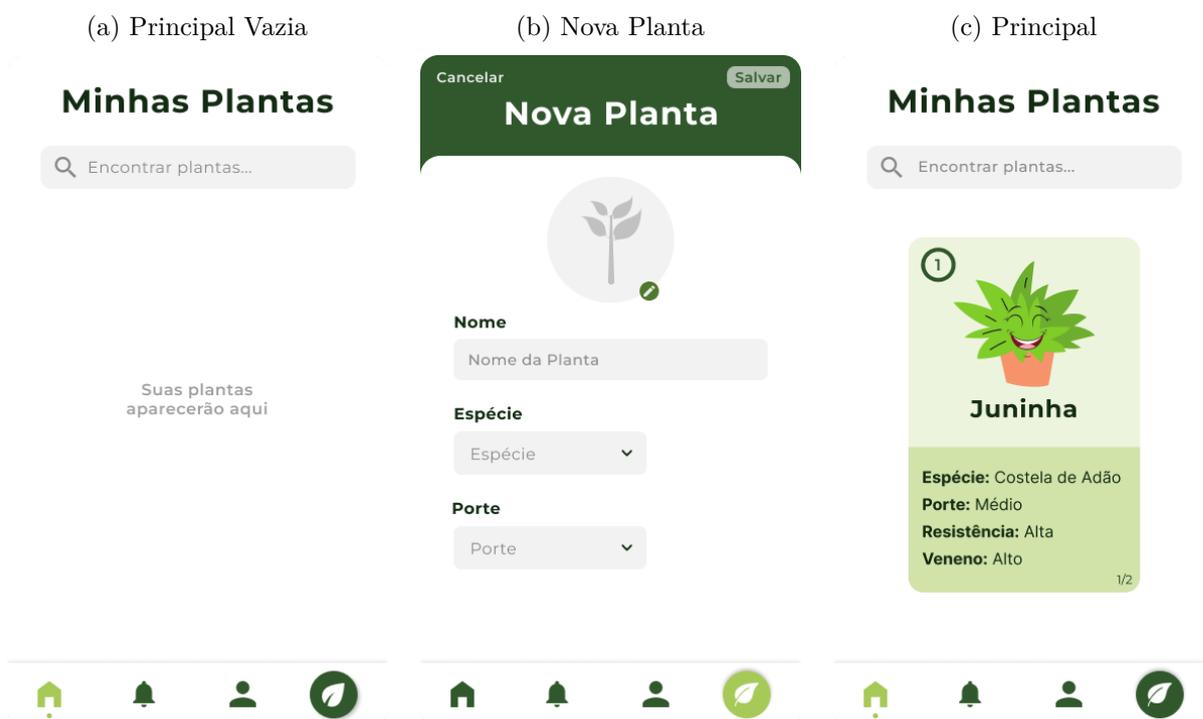 (a) Principal Vazia
Minhas Plantas
Encontrar plantas...
Suas plantas
aparecerão aqui
(b) Nova Planta
Cancelar
Salvar
Nova Planta
Nome
Nome da Planta
Espécie
Espécie
Porte
Porte
(c) Principal
Minhas Plantas
Encontrar plantas...
1
Juninha
Espécie: Costela de Adão
Porte: Médio
Resistência: Alta
Veneno: Alto
1/2